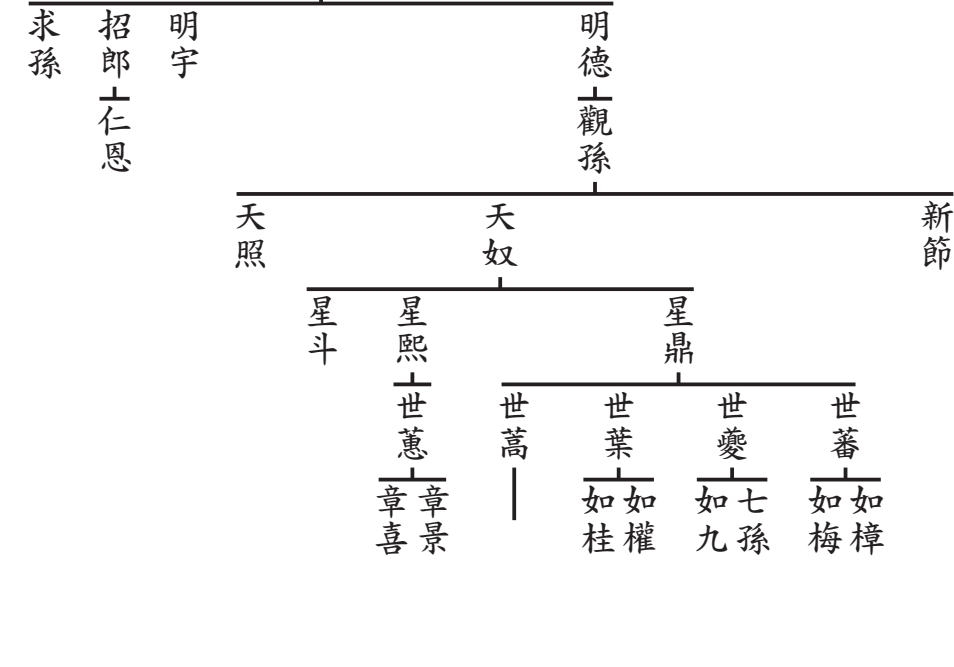 明德
明宇
招郎
求孫
觀孫
仁恩
新節
天奴
天照
星鼎
星熙
星斗
世蕃
世夔
世葉
世蒿
世蕙
如樟
如梅
七孫
如九
如權
如桂
章景
章喜